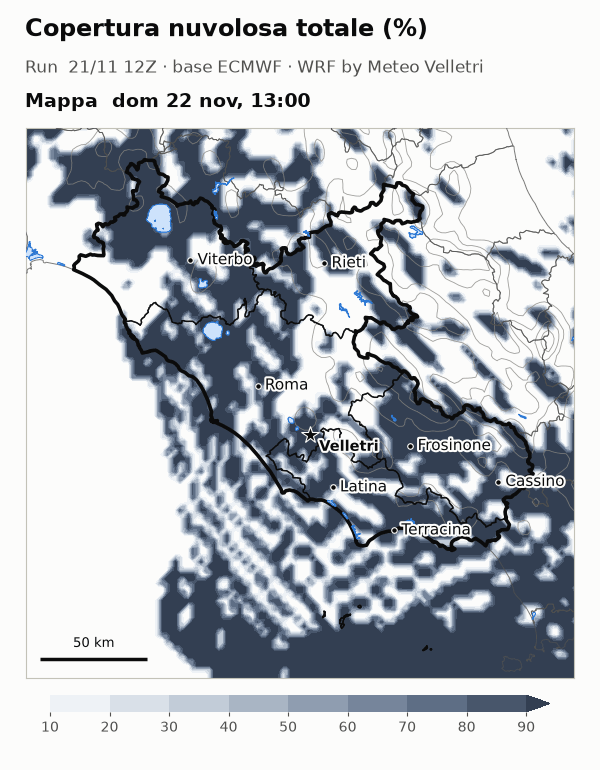 Copertura nuvolosa totale (%)
Run  21/11 12Z · base ECMWF · WRF by Meteo Velletri
Mappa  dom 22 nov, 13:00
Viterbo
Rieti
Roma
Velletri
Frosinone
Latina
Cassino
Terracina
50 km
10 20 30 40 50 60 70 80 90